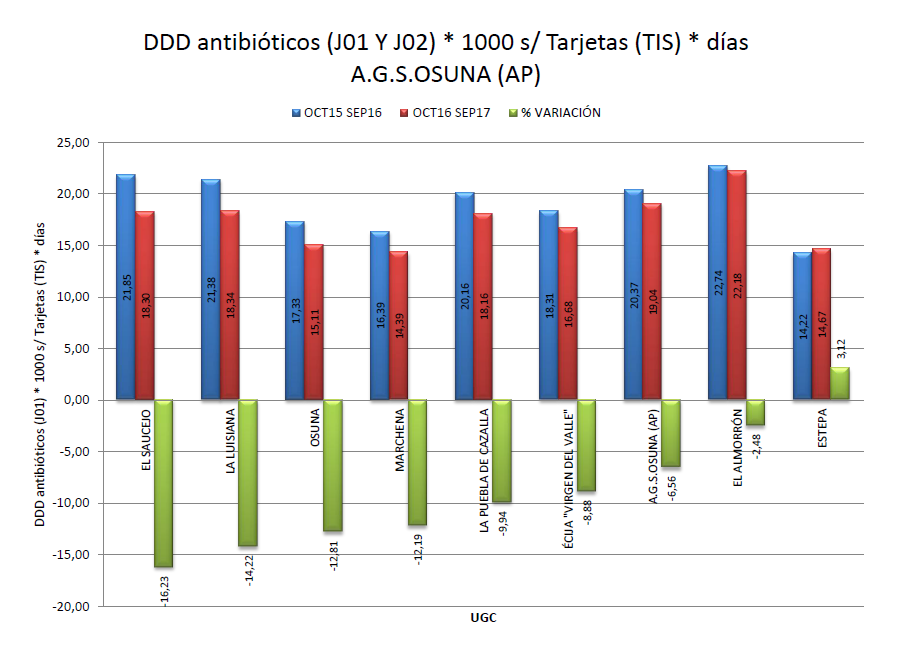 DDD antibióticos (J01 Y J02) * 1000 s/ Tarjetas (TIS) * días
A.G.S.OSUNA (AP)
OCT15 SEP16
OCT16 SEP17
% VARIACIÓN
DDD antibióticos (J01) * 1000 s/ Tarjetas (TIS) * días
25,00
20,00
15,00
10,00
5,00
0,00
-5,00
-10,00
-15,00
-20,00
21,85
18,30
-16,23
EL SAUCEJO
21,38
18,34
-14,22
LA LUISIANA
17,33
15,11
-12,81
OSUNA
16,39
14,39
-12,19
MARCHENA
20,16
18,16
-9,94
LA PUEBLA DE CAZALLA
18,31
16,68
-8,88
ÉCIJA "VIRGEN DEL VALLE"
20,37
19,04
-6,56
A.G.S.OSUNA (AP)
22,74
22,18
-2,48
EL ALMORRÓN
14,22
14,67
3,12
ESTEPA
UGC